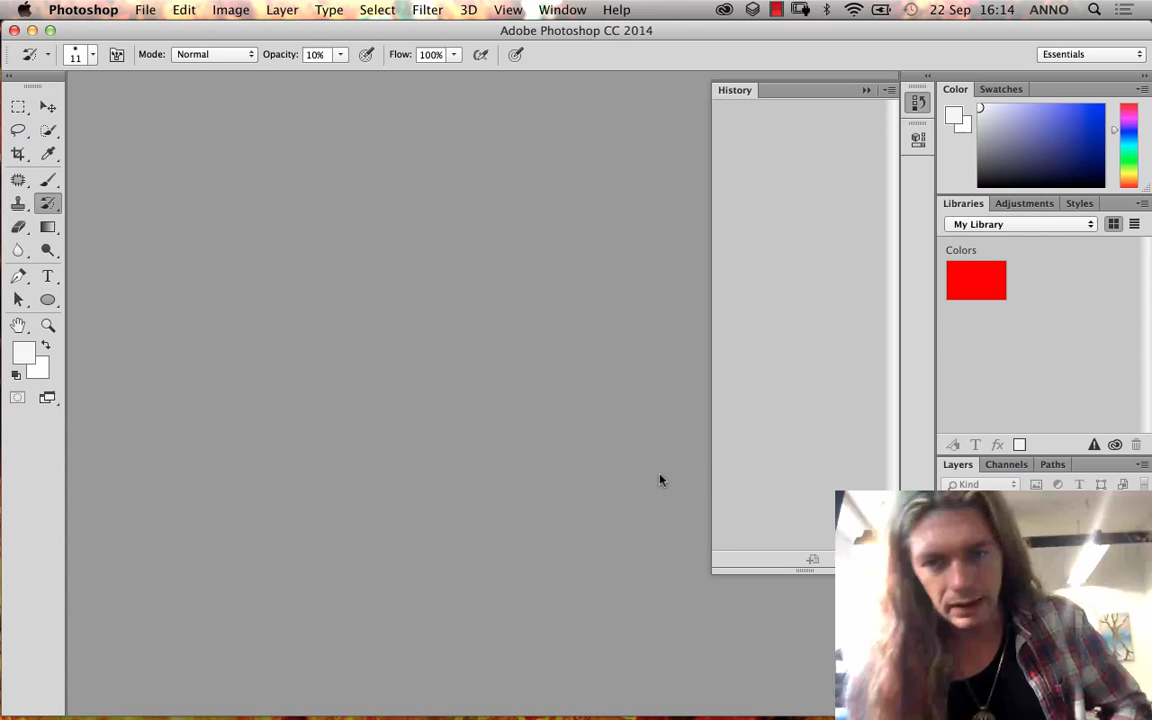 Photoshop File Edit Image Layer Type Select Filter 3D View Window Help 22 Sep 16:14 ANNO
Adobe Photoshop CC 2014
11 Mode: Normal Opacity: 10% Flow: 100% Essentials
History
Color Swatches
Libraries Adjustments Styles
My Library
Colors
Layers Channels Paths
Kind